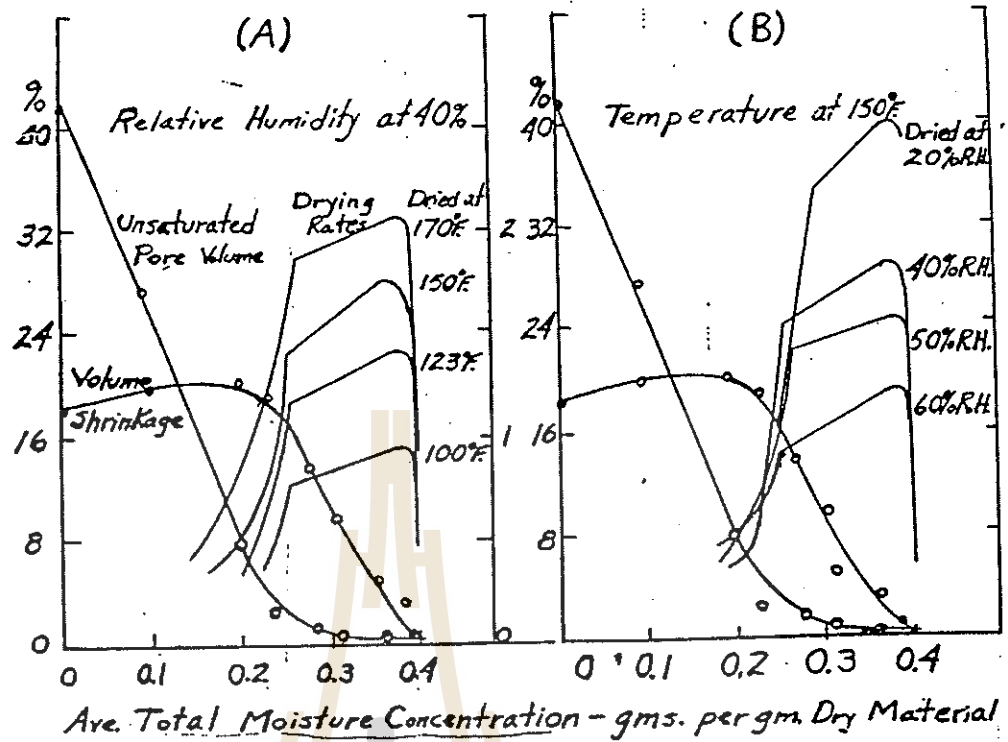 (A)
%
40
32
24
16
8
0
Relative Humidity at 40%
Unsaturated
Pore Volume
Drying
Rates
Dried at
170°F.
150°F.
123°F.
100°F.
Volume
Shrinkage
2
1
0
0
0.1
0.2
0.3
0.4
(B)
%
40
32
24
16
8
Temperature at 150°F.
Dried at
20% R.H.
40% R.H.
50% R.H.
60% R.H.
0
0.1
0.2
0.3
0.4
Ave. Total Moisture Concentration - gms. per gm. Dry Material